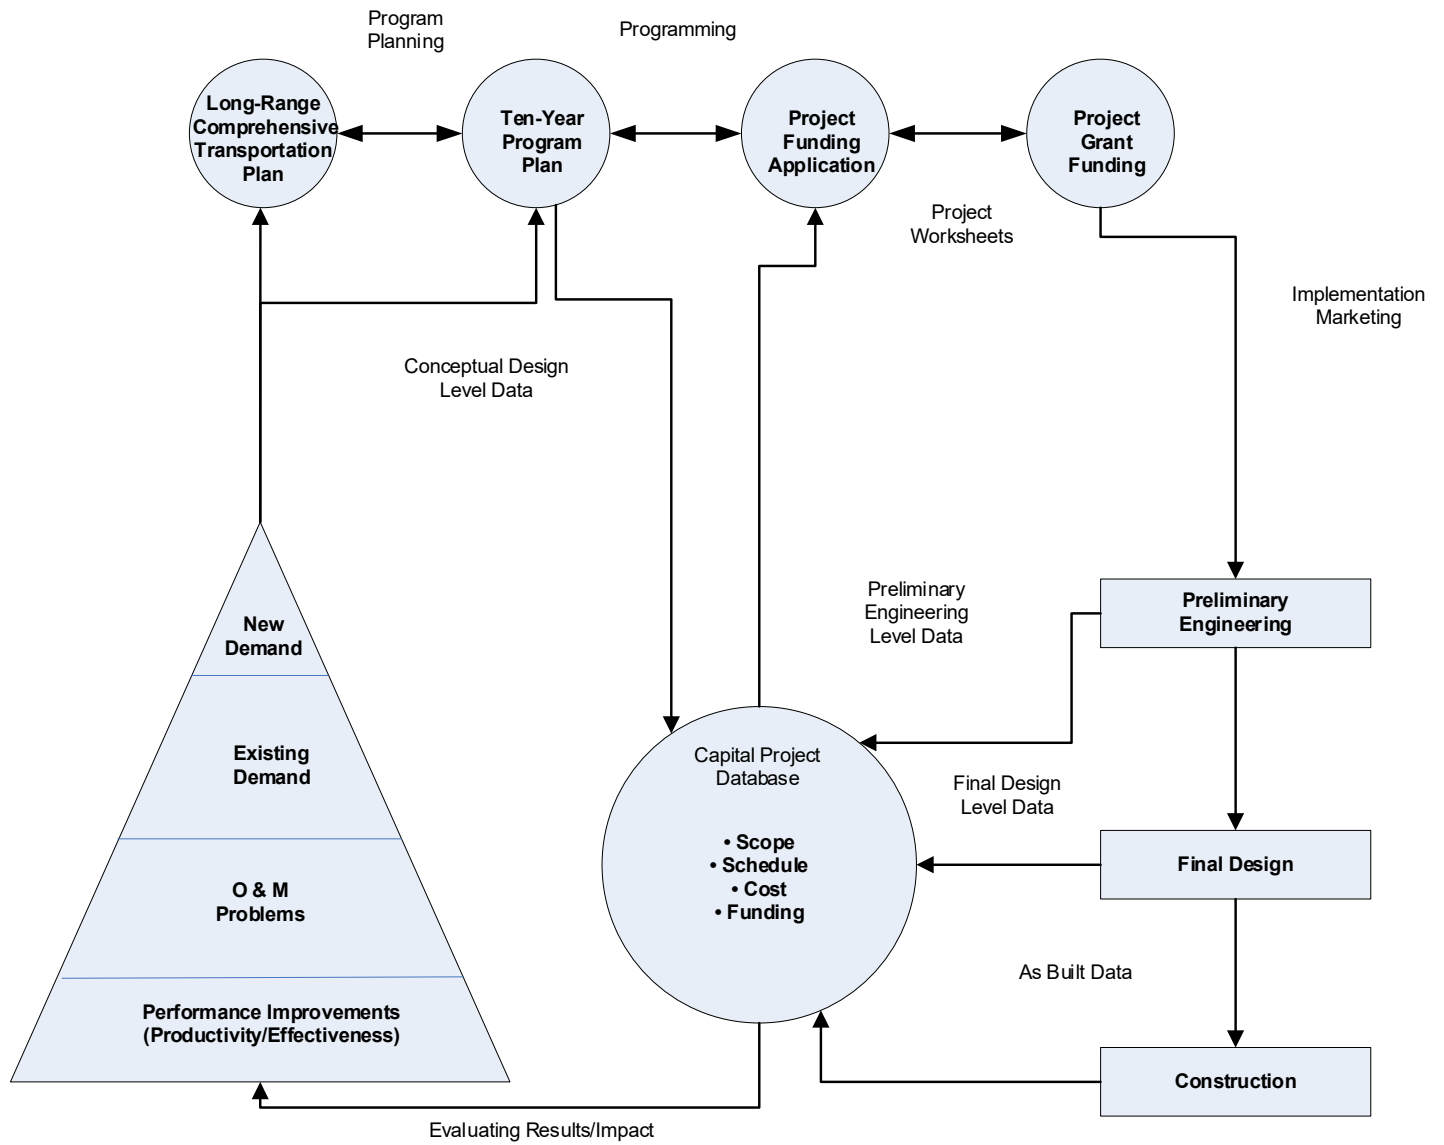 Program
Planning
Programming
Long-Range
Comprehensive
Transportation
Plan
Ten-Year
Program
Plan
Project
Funding
Application
Project
Grant
Funding
Project
Worksheets
Implementation
Marketing
Conceptual Design
Level Data
Preliminary
Engineering
Level Data
Preliminary
Engineering
New
Demand
Existing
Demand
O & M
Problems
Performance Improvements
(Productivity/Effectiveness)
Capital Project
Database
• Scope
• Schedule
• Cost
• Funding
Final Design
Level Data
Final Design
As Built Data
Construction
Evaluating Results/Impact